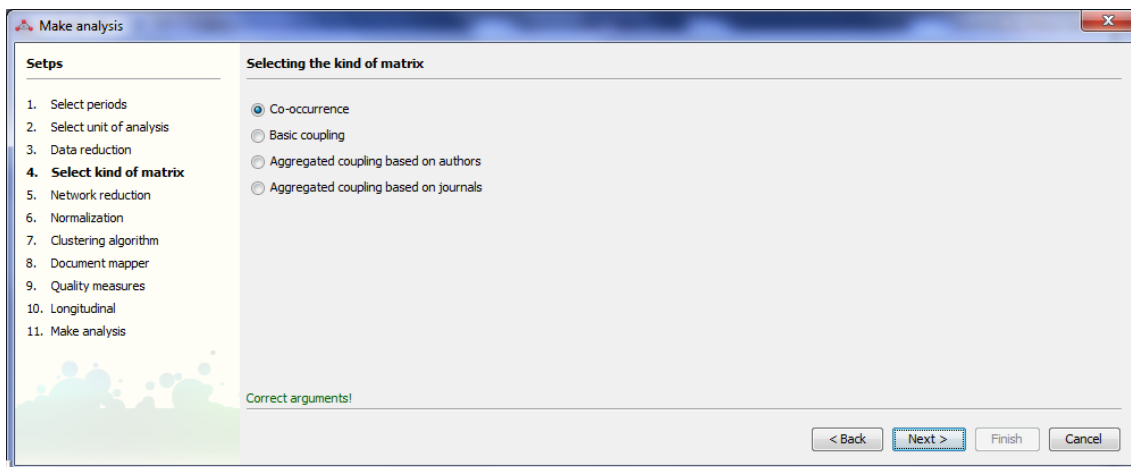 Make analysis
Setps
1. Select periods
2. Select unit of analysis
3. Data reduction
4. Select kind of matrix
5. Network reduction
6. Normalization
7. Clustering algorithm
8. Document mapper
9. Quality measures
10. Longitudinal
11. Make analysis
Selecting the kind of matrix
Co-occurrence
Basic coupling
Aggregated coupling based on authors
Aggregated coupling based on journals
Correct arguments!
< Back Next > Finish Cancel